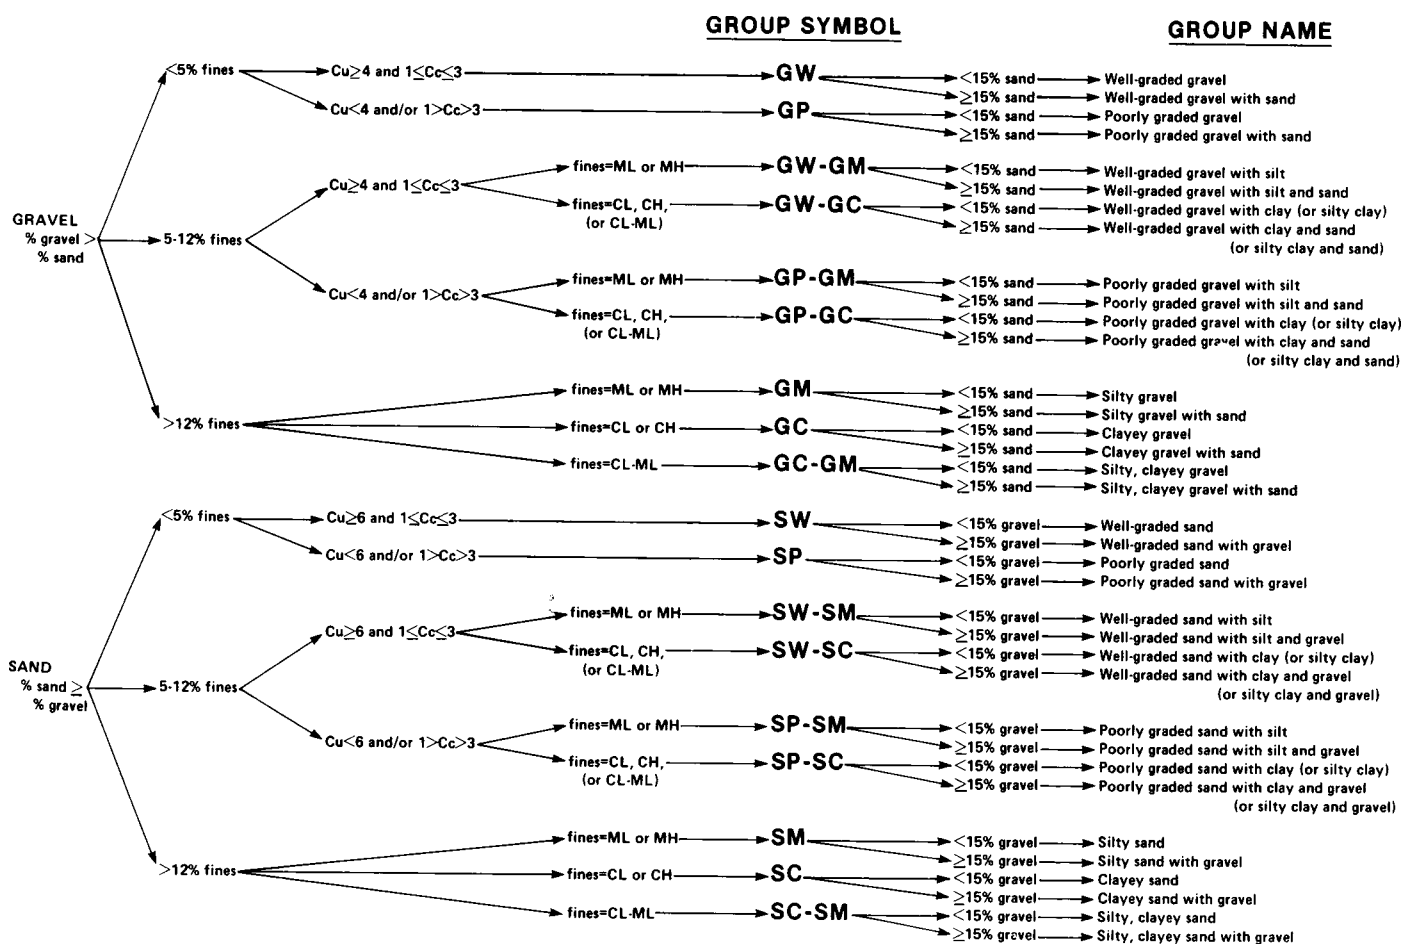 GROUP SYMBOL GROUP NAME
<5% fines Cu≥4 and 1≤Cc≤3 GW <15% sand Well-graded gravel
≥15% sand Well-graded gravel with sand
Cu<4 and/or 1>Cc>3 GP <15% sand Poorly graded gravel
≥15% sand Poorly graded gravel with sand
fines=ML or MH GW-GM <15% sand Well-graded gravel with silt
Cu≥4 and 1≤Cc≤3 ≥15% sand Well-graded gravel with silt and sand
fines=CL, CH, GW-GC <15% sand Well-graded gravel with clay (or silty clay)
(or CL-ML) ≥15% sand Well-graded gravel with clay and sand
(or silty clay and sand)
GRAVEL
% gravel > 5-12% fines
% sand
fines=ML or MH GP-GM <15% sand Poorly graded gravel with silt
Cu<4 and/or 1>Cc>3 ≥15% sand Poorly graded gravel with silt and sand
fines=CL, CH, GP-GC <15% sand Poorly graded gravel with clay (or silty clay)
(or CL-ML) ≥15% sand Poorly graded gravel with clay and sand
(or silty clay and sand)
fines=ML or MH GM <15% sand Silty gravel
≥15% sand Silty gravel with sand
>12% fines fines=CL or CH GC <15% sand Clayey gravel
≥15% sand Clayey gravel with sand
fines=CL-ML GC-GM <15% sand Silty, clayey gravel
≥15% sand Silty, clayey gravel with sand
<5% fines Cu≥6 and 1≤Cc≤3 SW <15% gravel Well-graded sand
≥15% gravel Well-graded sand with gravel
Cu<6 and/or 1>Cc>3 SP <15% gravel Poorly graded sand
≥15% gravel Poorly graded sand with gravel
fines=ML or MH SW-SM <15% gravel Well-graded sand with silt
Cu≥6 and 1≤Cc≤3 ≥15% gravel Well-graded sand with silt and gravel
fines=CL, CH, SW-SC <15% gravel Well-graded sand with clay (or silty clay)
(or CL-ML) ≥15% gravel Well-graded sand with clay and gravel
(or silty clay and gravel)
SAND
% sand ≥ 5-12% fines
% gravel
fines=ML or MH SP-SM <15% gravel Poorly graded sand with silt
Cu<6 and/or 1>Cc>3 ≥15% gravel Poorly graded sand with silt and gravel
fines=CL, CH, SP-SC <15% gravel Poorly graded sand with clay (or silty clay)
(or CL-ML) ≥15% gravel Poorly graded sand with clay and gravel
(or silty clay and gravel)
fines=ML or MH SM <15% gravel Silty sand
≥15% gravel Silty sand with gravel
>12% fines fines=CL or CH SC <15% gravel Clayey sand
≥15% gravel Clayey sand with gravel
fines=CL-ML SC-SM <15% gravel Silty, clayey sand
≥15% gravel Silty, clayey sand with gravel